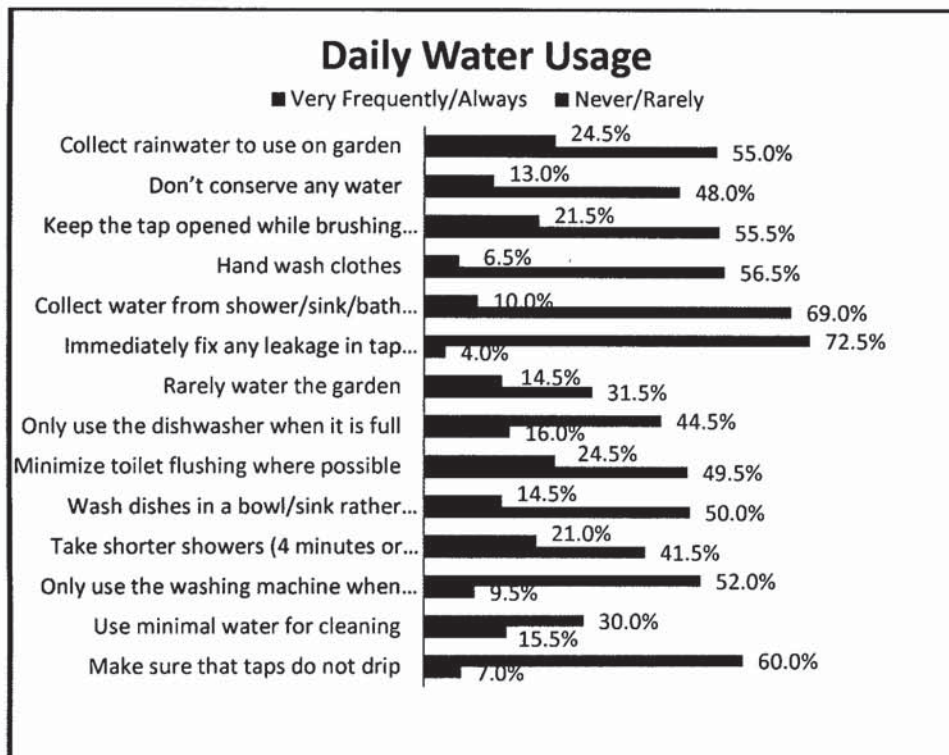 Daily Water Usage
■ Very Frequently/Always ■ Never/Rarely
Collect rainwater to use on garden 24.5% 55.0%
Don't conserve any water 13.0% 48.0%
Keep the tap opened while brushing... 21.5% 55.5%
Hand wash clothes 6.5% 56.5%
Collect water from shower/sink/bath... 10.0% 69.0%
Immediately fix any leakage in tap... 72.5% 4.0%
Rarely water the garden 14.5% 31.5%
Only use the dishwasher when it is full 44.5% 16.0%
Minimize toilet flushing where possible 24.5% 49.5%
Wash dishes in a bowl/sink rather... 14.5% 50.0%
Take shorter showers (4 minutes or... 21.0% 41.5%
Only use the washing machine when... 52.0% 9.5%
Use minimal water for cleaning 30.0% 15.5%
Make sure that taps do not drip 60.0% 7.0%